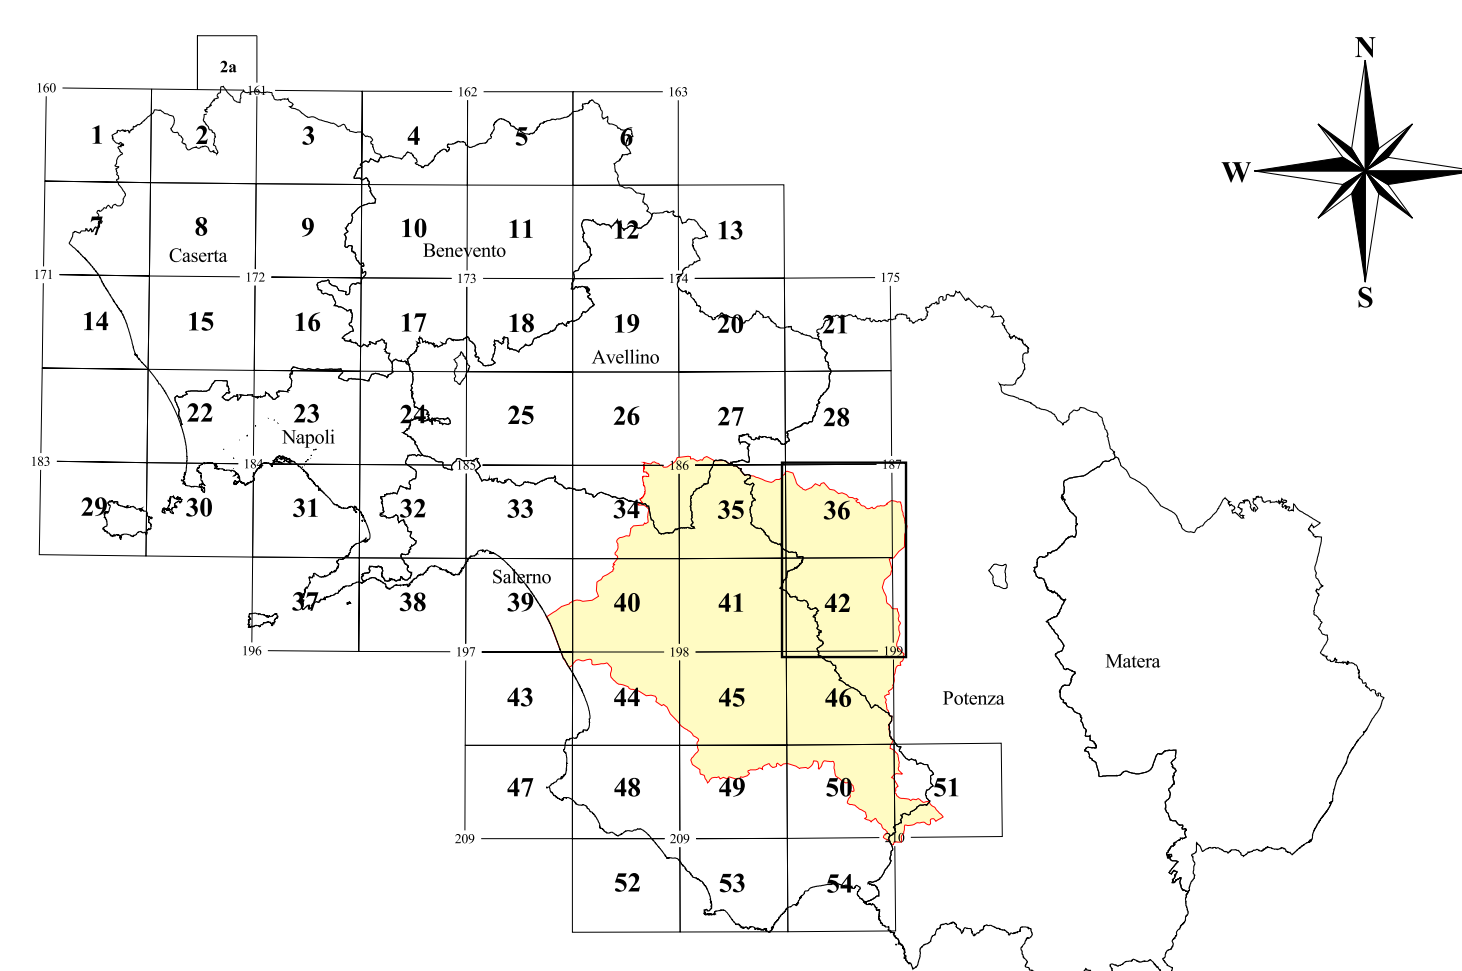 N
2a
160 161 162 163
1 2 3 4 5 6
W
7 8 9 10 11 12 13
Caserta Benevento
171 172 173 174 175
S
14 15 16 17 18 19 20 21
Avellino
22 23 24 25 26 27 28
Napoli
183 184 185 186 187
29 30 31 32 33 34 35 36
Salerno
37 38 39 40 41 42
196 197 198 199
Matera
43 44 45 46
Potenza
47 48 49 50 51
209 209 210
52 53 54